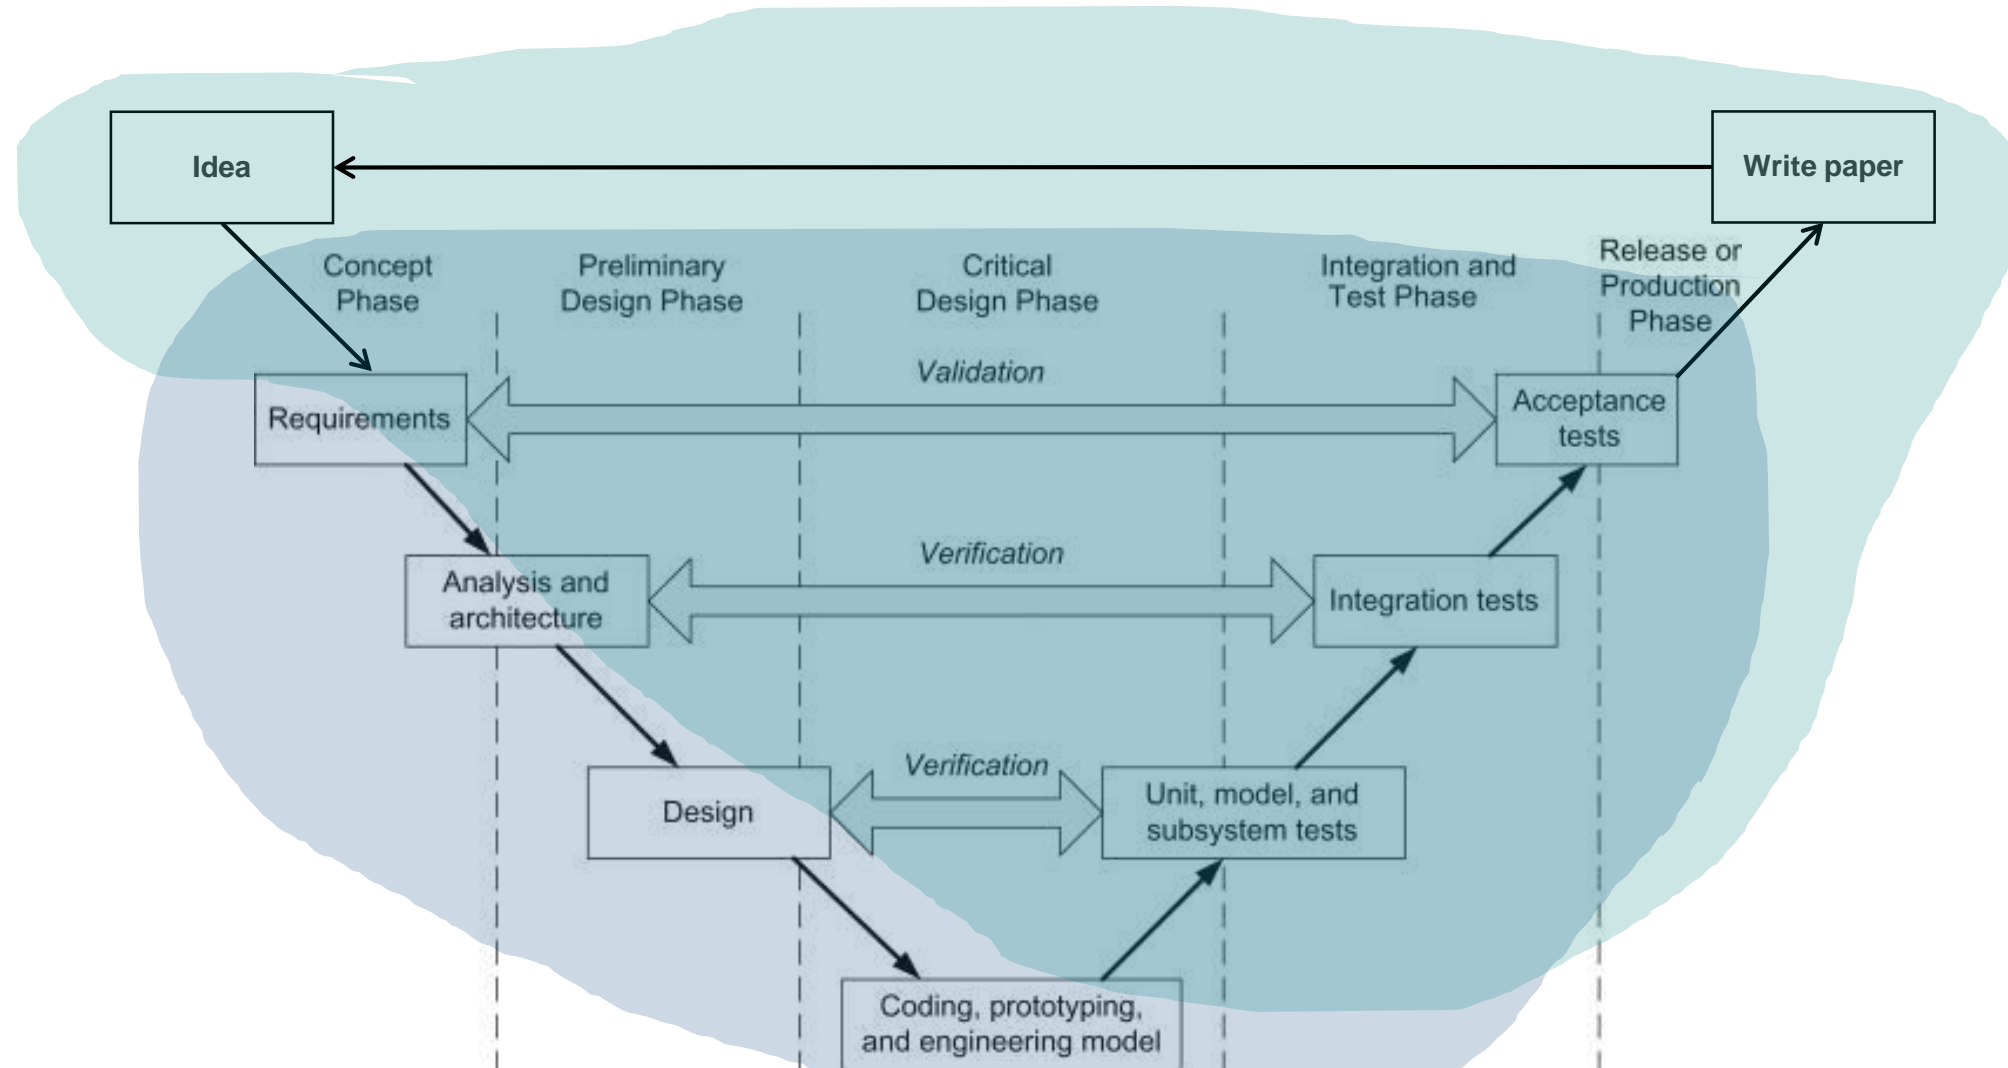 Idea
Write paper
Concept
Phase
Preliminary
Design Phase
Critical
Design Phase
Integration and
Test Phase
Release or
Production
Phase
Validation
Requirements
Acceptance
tests
Verification
Analysis and
architecture
Integration tests
Verification
Design
Unit, model, and
subsystem tests
Coding, prototyping,
and engineering model